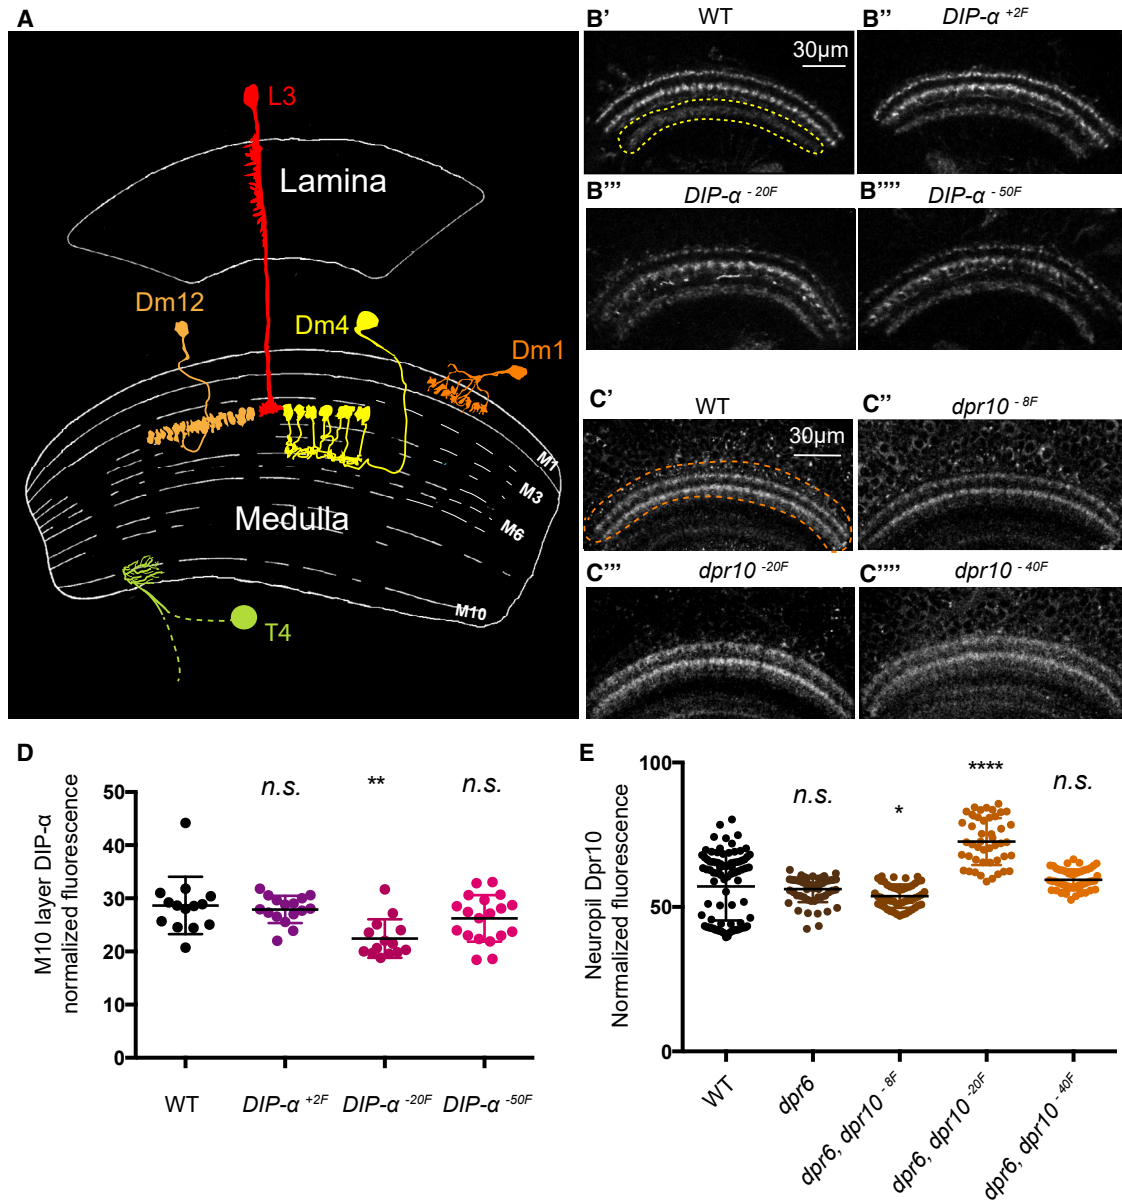 A
L3
Lamina
Dm12
Dm4
Dm1
M1
M3
M6
Medulla
M10
T4
B' WT
30µm
B'' DIP-α +2F
B''' DIP-α - 20F
B'''' DIP-α - 50F
C' WT
30µm
C'' dpr10 - 8F
C''' dpr10 -20F
C'''' dpr10 - 40F
D
M10 layer DIP-α
normalized fluorescence
50
40
30
20
10
0
n.s.
**
n.s.
WT
DIP-α +2F
DIP-α -20F
DIP-α -50F
E
Neuropil Dpr10
Normalized fluorescence
100
50
0
n.s.
*
****
n.s.
WT
dpr6
dpr6, dpr10 - 8F
dpr6, dpr10 -20F
dpr6, dpr10 - 40F